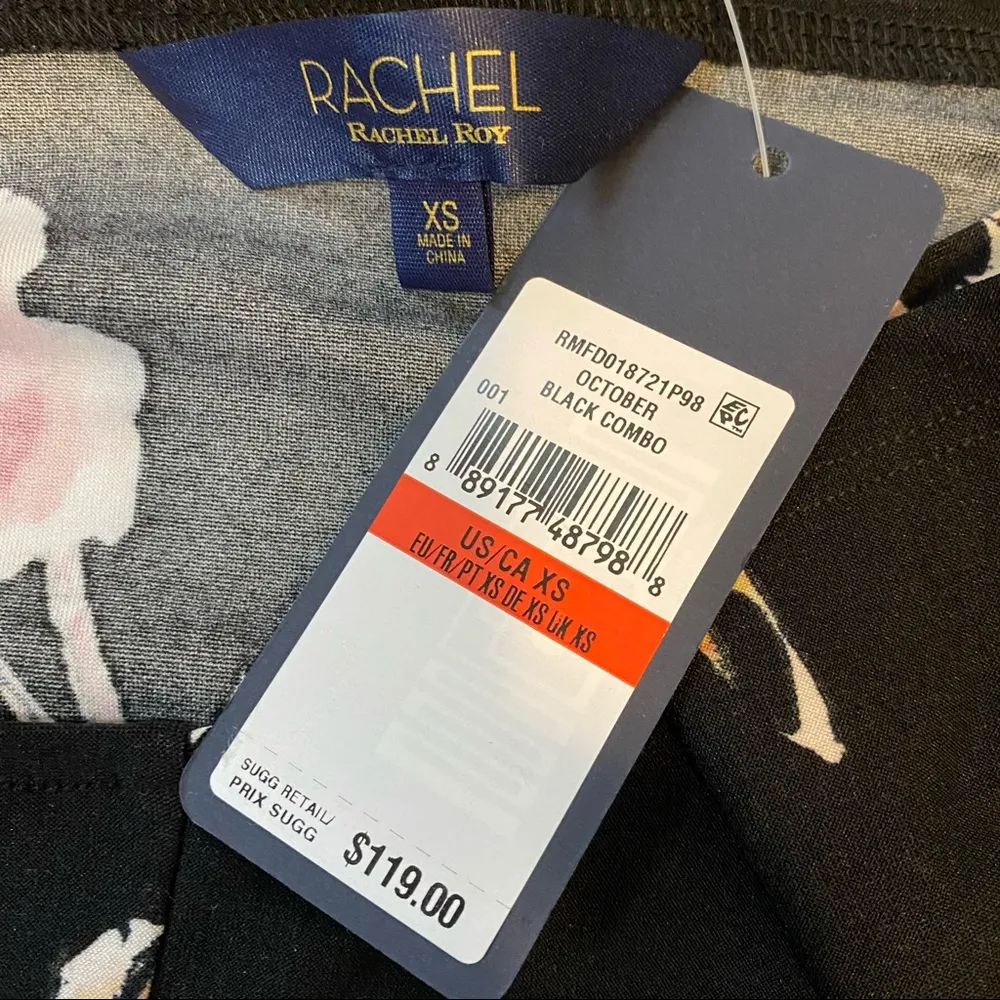 RACHEL
RACHEL ROY
XS
MADE IN
CHINA
RMFD018721P98
OCTOBER
001 BLACK COMBO
EPC™
8 89177 48798 8
US/CA XS
EU/FR/PT XS DE XS UK XS
SUGG RETAIL/
PRIX SUGG
$119.00